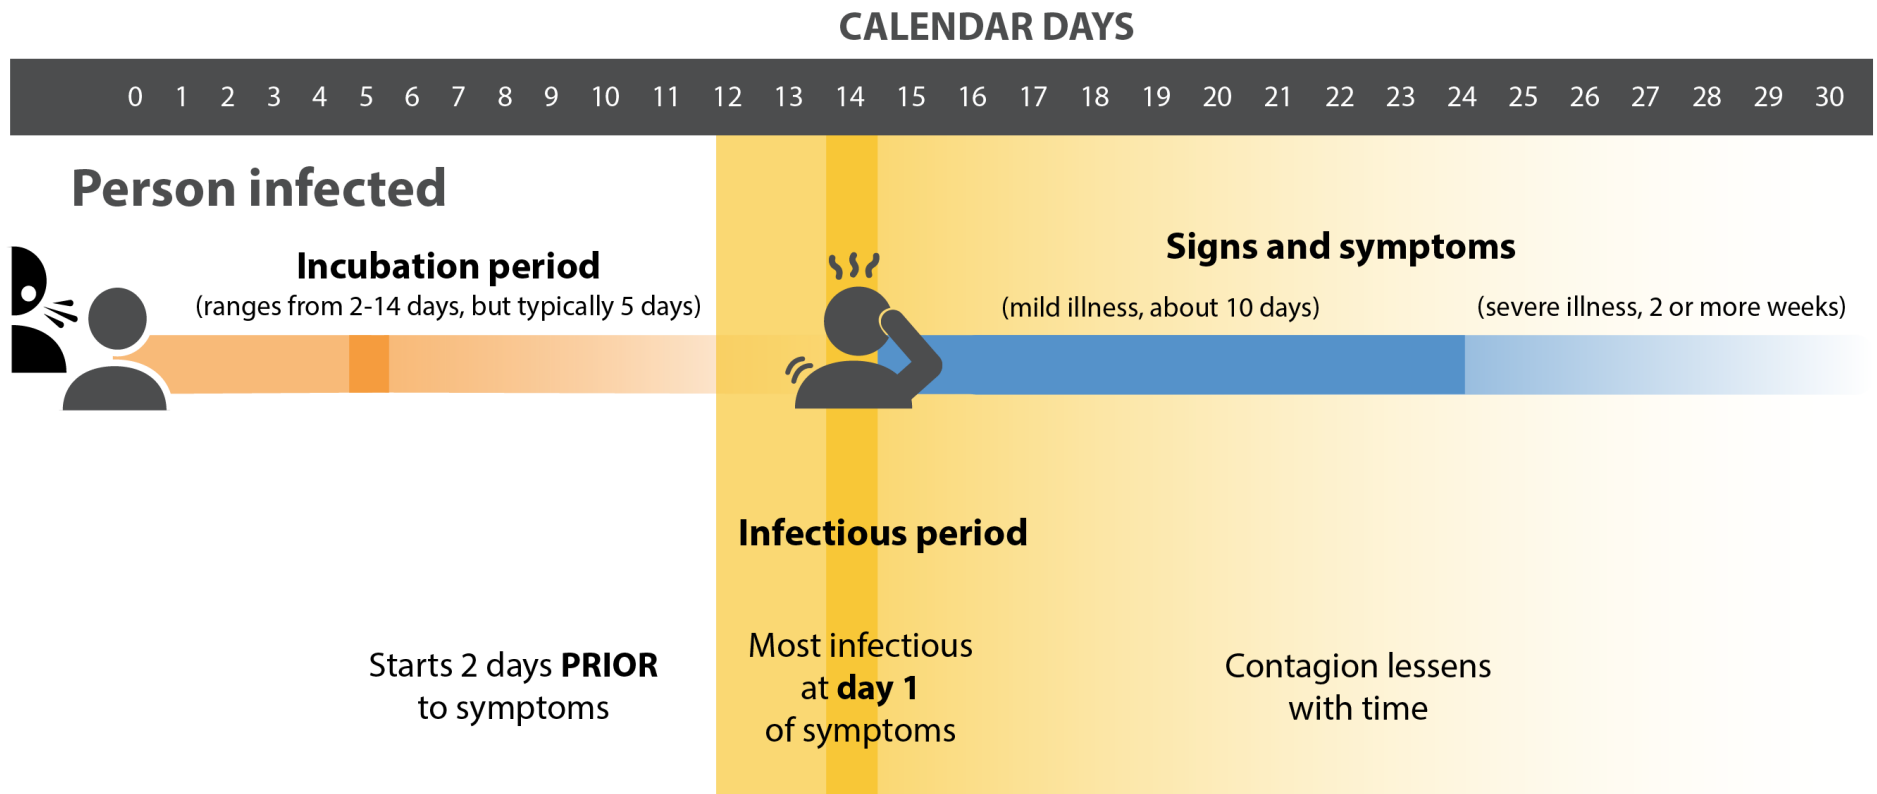 CALENDAR DAYS
0 1 2 3 4 5 6 7 8 9 10 11 12 13 14 15 16 17 18 19 20 21 22 23 24 25 26 27 28 29 30
Person infected
Incubation period
(ranges from 2-14 days, but typically 5 days)
Signs and symptoms
(mild illness, about 10 days)
(severe illness, 2 or more weeks)
Infectious period
Starts 2 days PRIOR
to symptoms
Most infectious
at day 1
of symptoms
Contagion lessens
with time